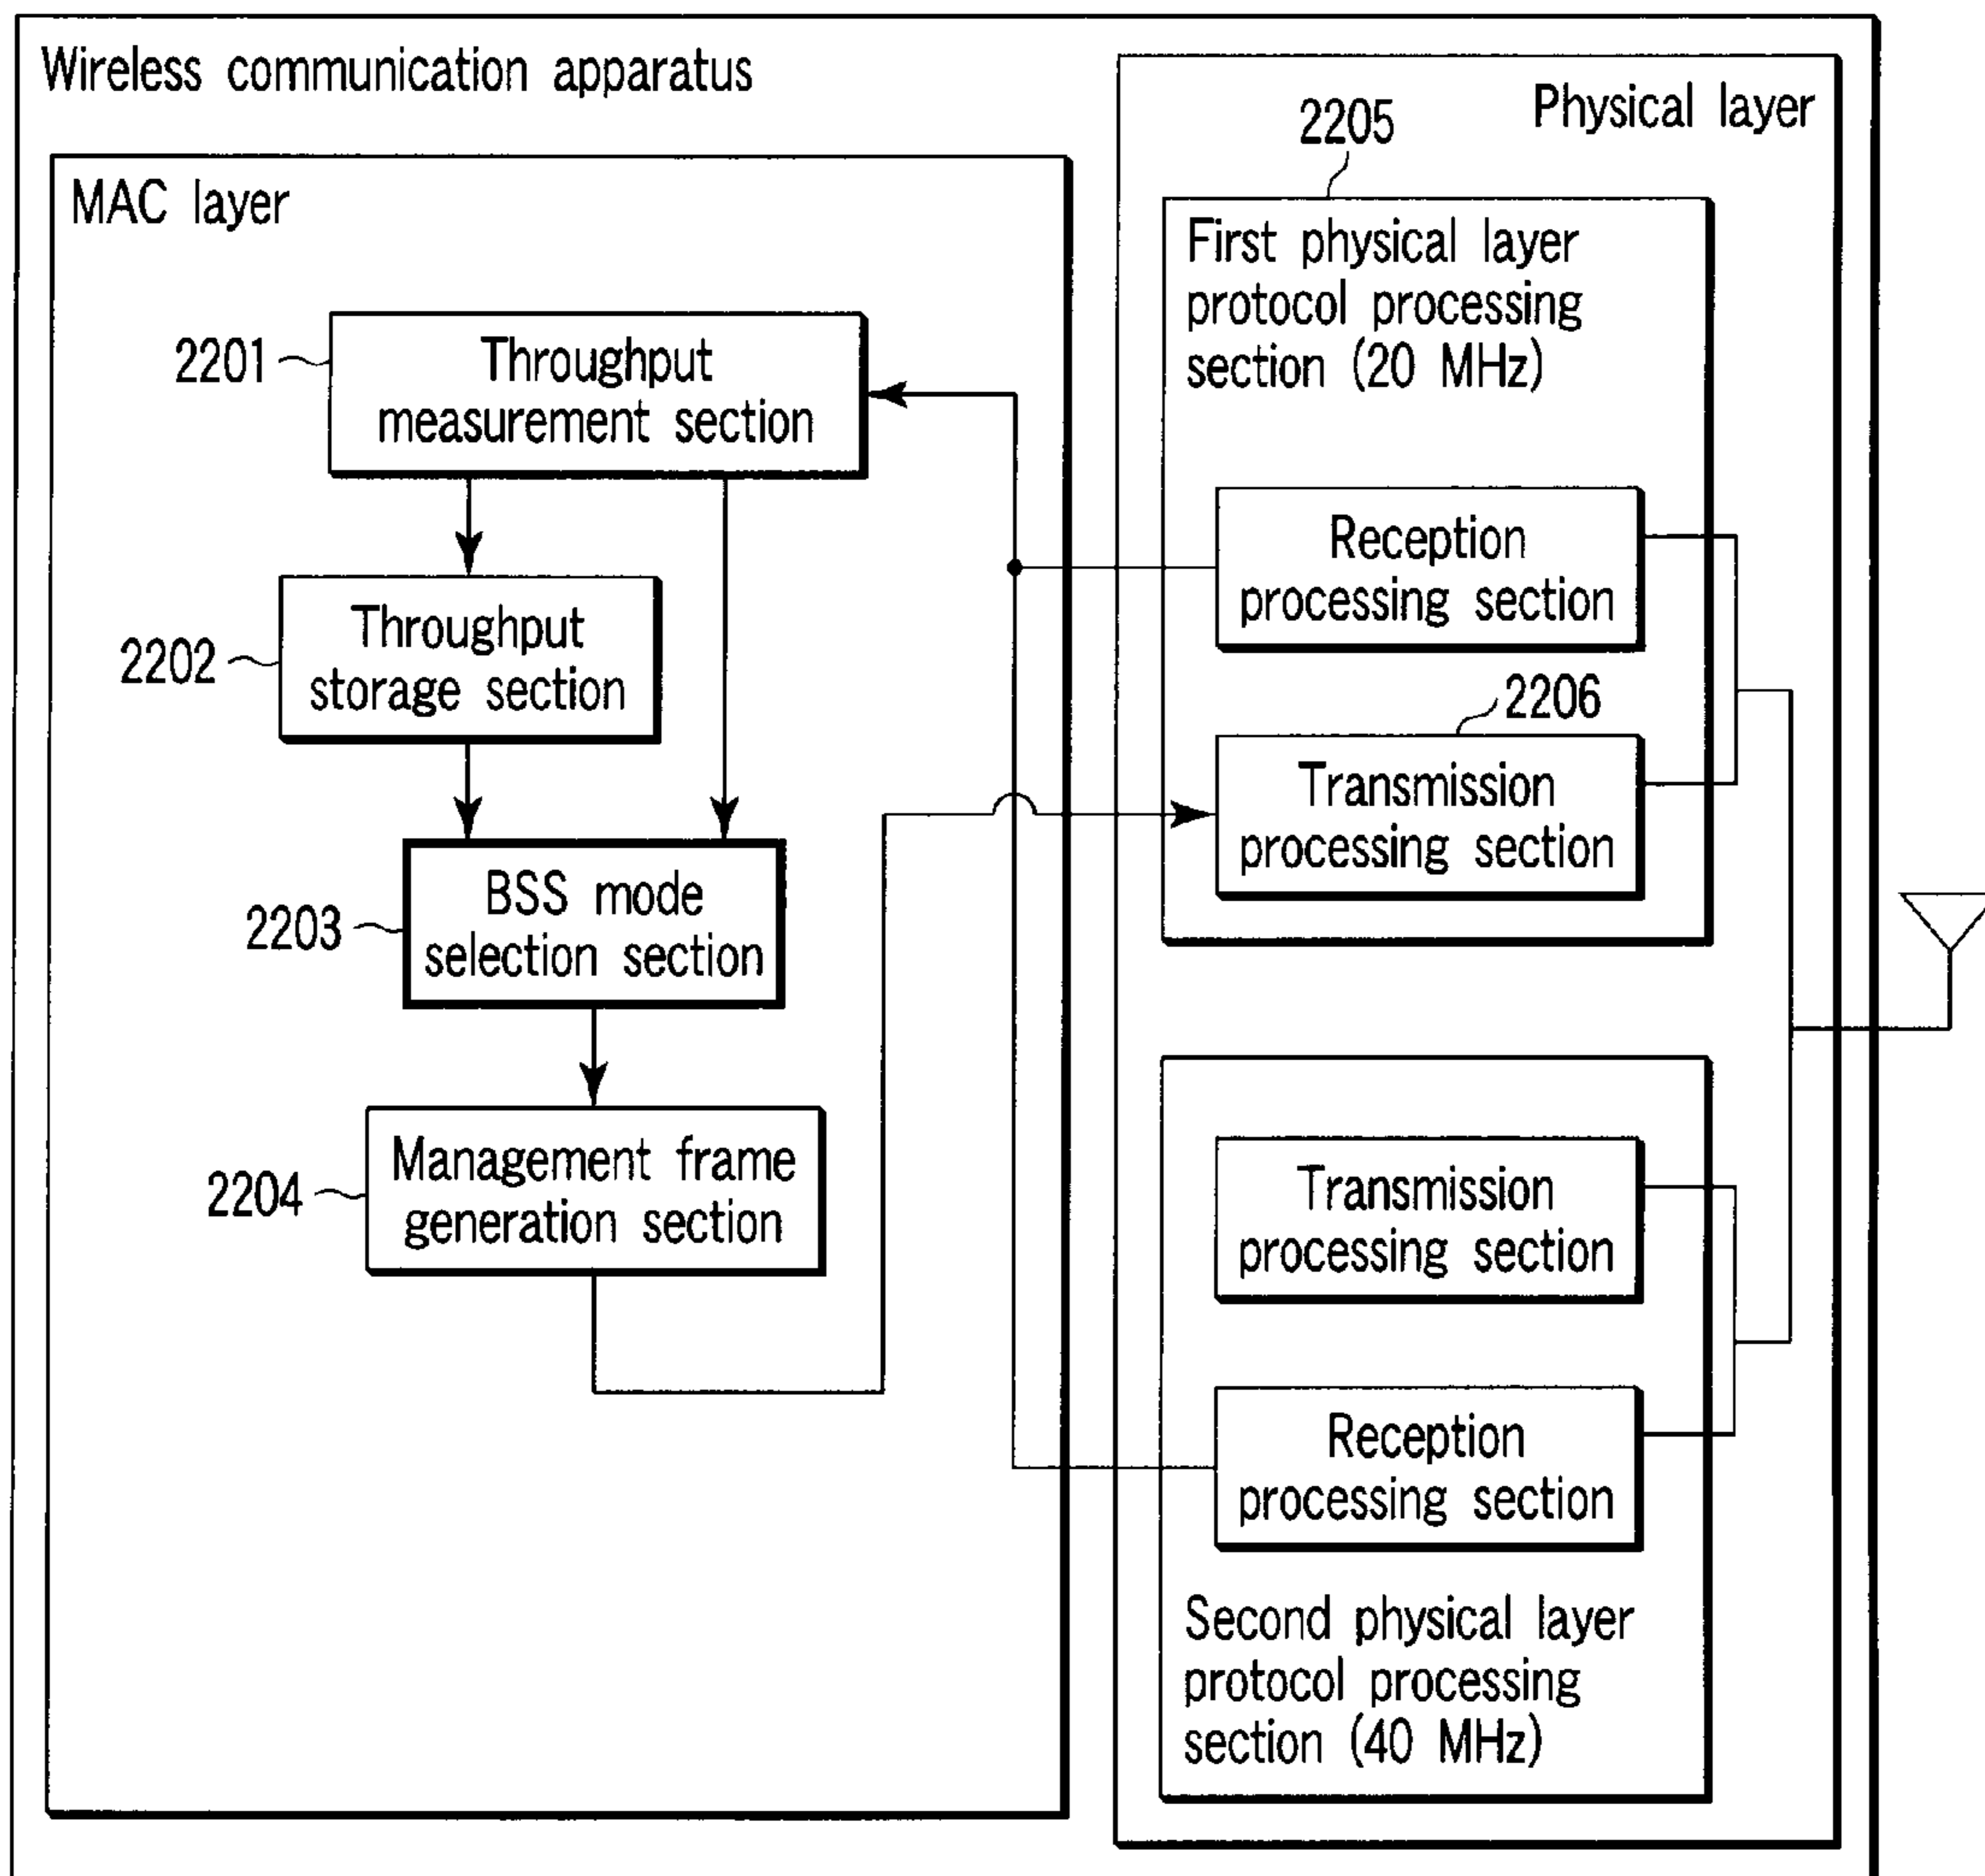 Wireless communication apparatus
Physical layer
MAC layer
2205
First physical layer
protocol processing
section (20 MHz)
2201
Throughput
measurement section
Reception
processing section
2202
Throughput
storage section
2206
Transmission
processing section
2203
BSS mode
selection section
2204
Management frame
generation section
Transmission
processing section
Reception
processing section
Second physical layer
protocol processing
section (40 MHz)